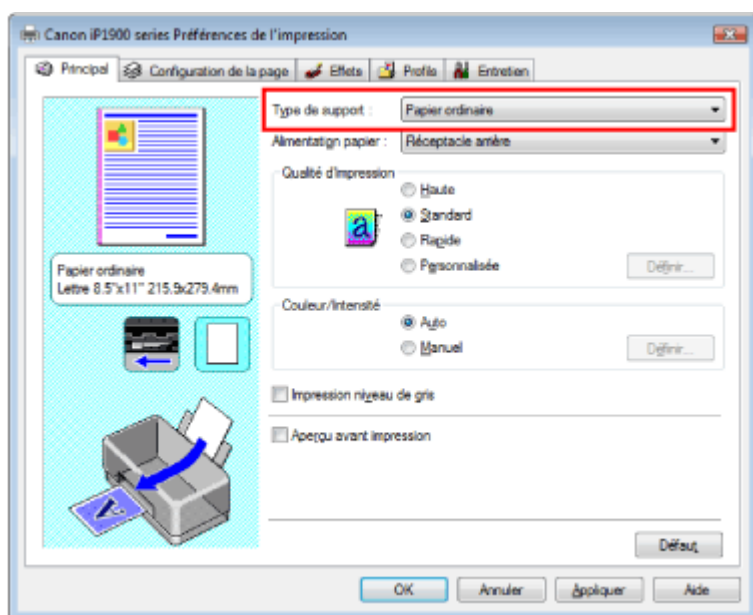 Canon iP1900 series Préférences de l'impression
Principal Configuration de la page Effets Profils Entretien
Type de support : Papier ordinaire
Alimentation papier : Réceptacle arrière
Qualité d'impression
Haute
Standard
Rapide
Personnalisée Définir...
Papier ordinaire
Lettre 8.5"x11" 215.9x279.4mm
Couleur/Intensité
Auto
Manuel Définir...
Impression niveau de gris
Aperçu avant impression
Défaut
OK Annuler Appliquer Aide